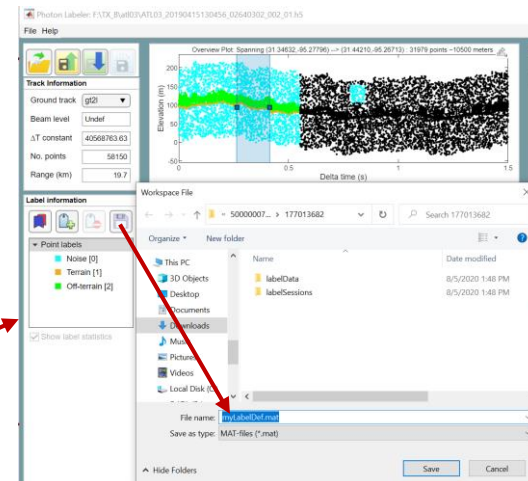 Photon Labeler: F:\TX_B\atl03\ATL03_20190415130456_02640302_002_01.h5
File Help
Track Information
Ground track gt2l
Beam level Undef
ΔT constant 40568763.63
No. points 58150
Range (km) 19.7
Overview Plot: Spanning (31.34632,-95.27796) --> (31.44210,-95.26713) : 31979 points ~10500 meters
Elevation (m)
200
150
100
50
0
-50
0 0.5 1 1.5
Delta time (s)
Label information
Point labels
Noise [0]
Terrain [1]
Off-terrain [2]
Show label statistics
Workspace File
« 50000007... › 177013682
Search 177013682
Organize
New folder
This PC
3D Objects
Desktop
Documents
Downloads
Music
Pictures
Videos
Local Disk
Name Date modified
labelData 8/5/2020 1:48 PM
labelSessions 8/5/2020 1:48 PM
File name: myLabelDef.mat
Save as type: MAT-files (*.mat)
Hide Folders
Save Cancel